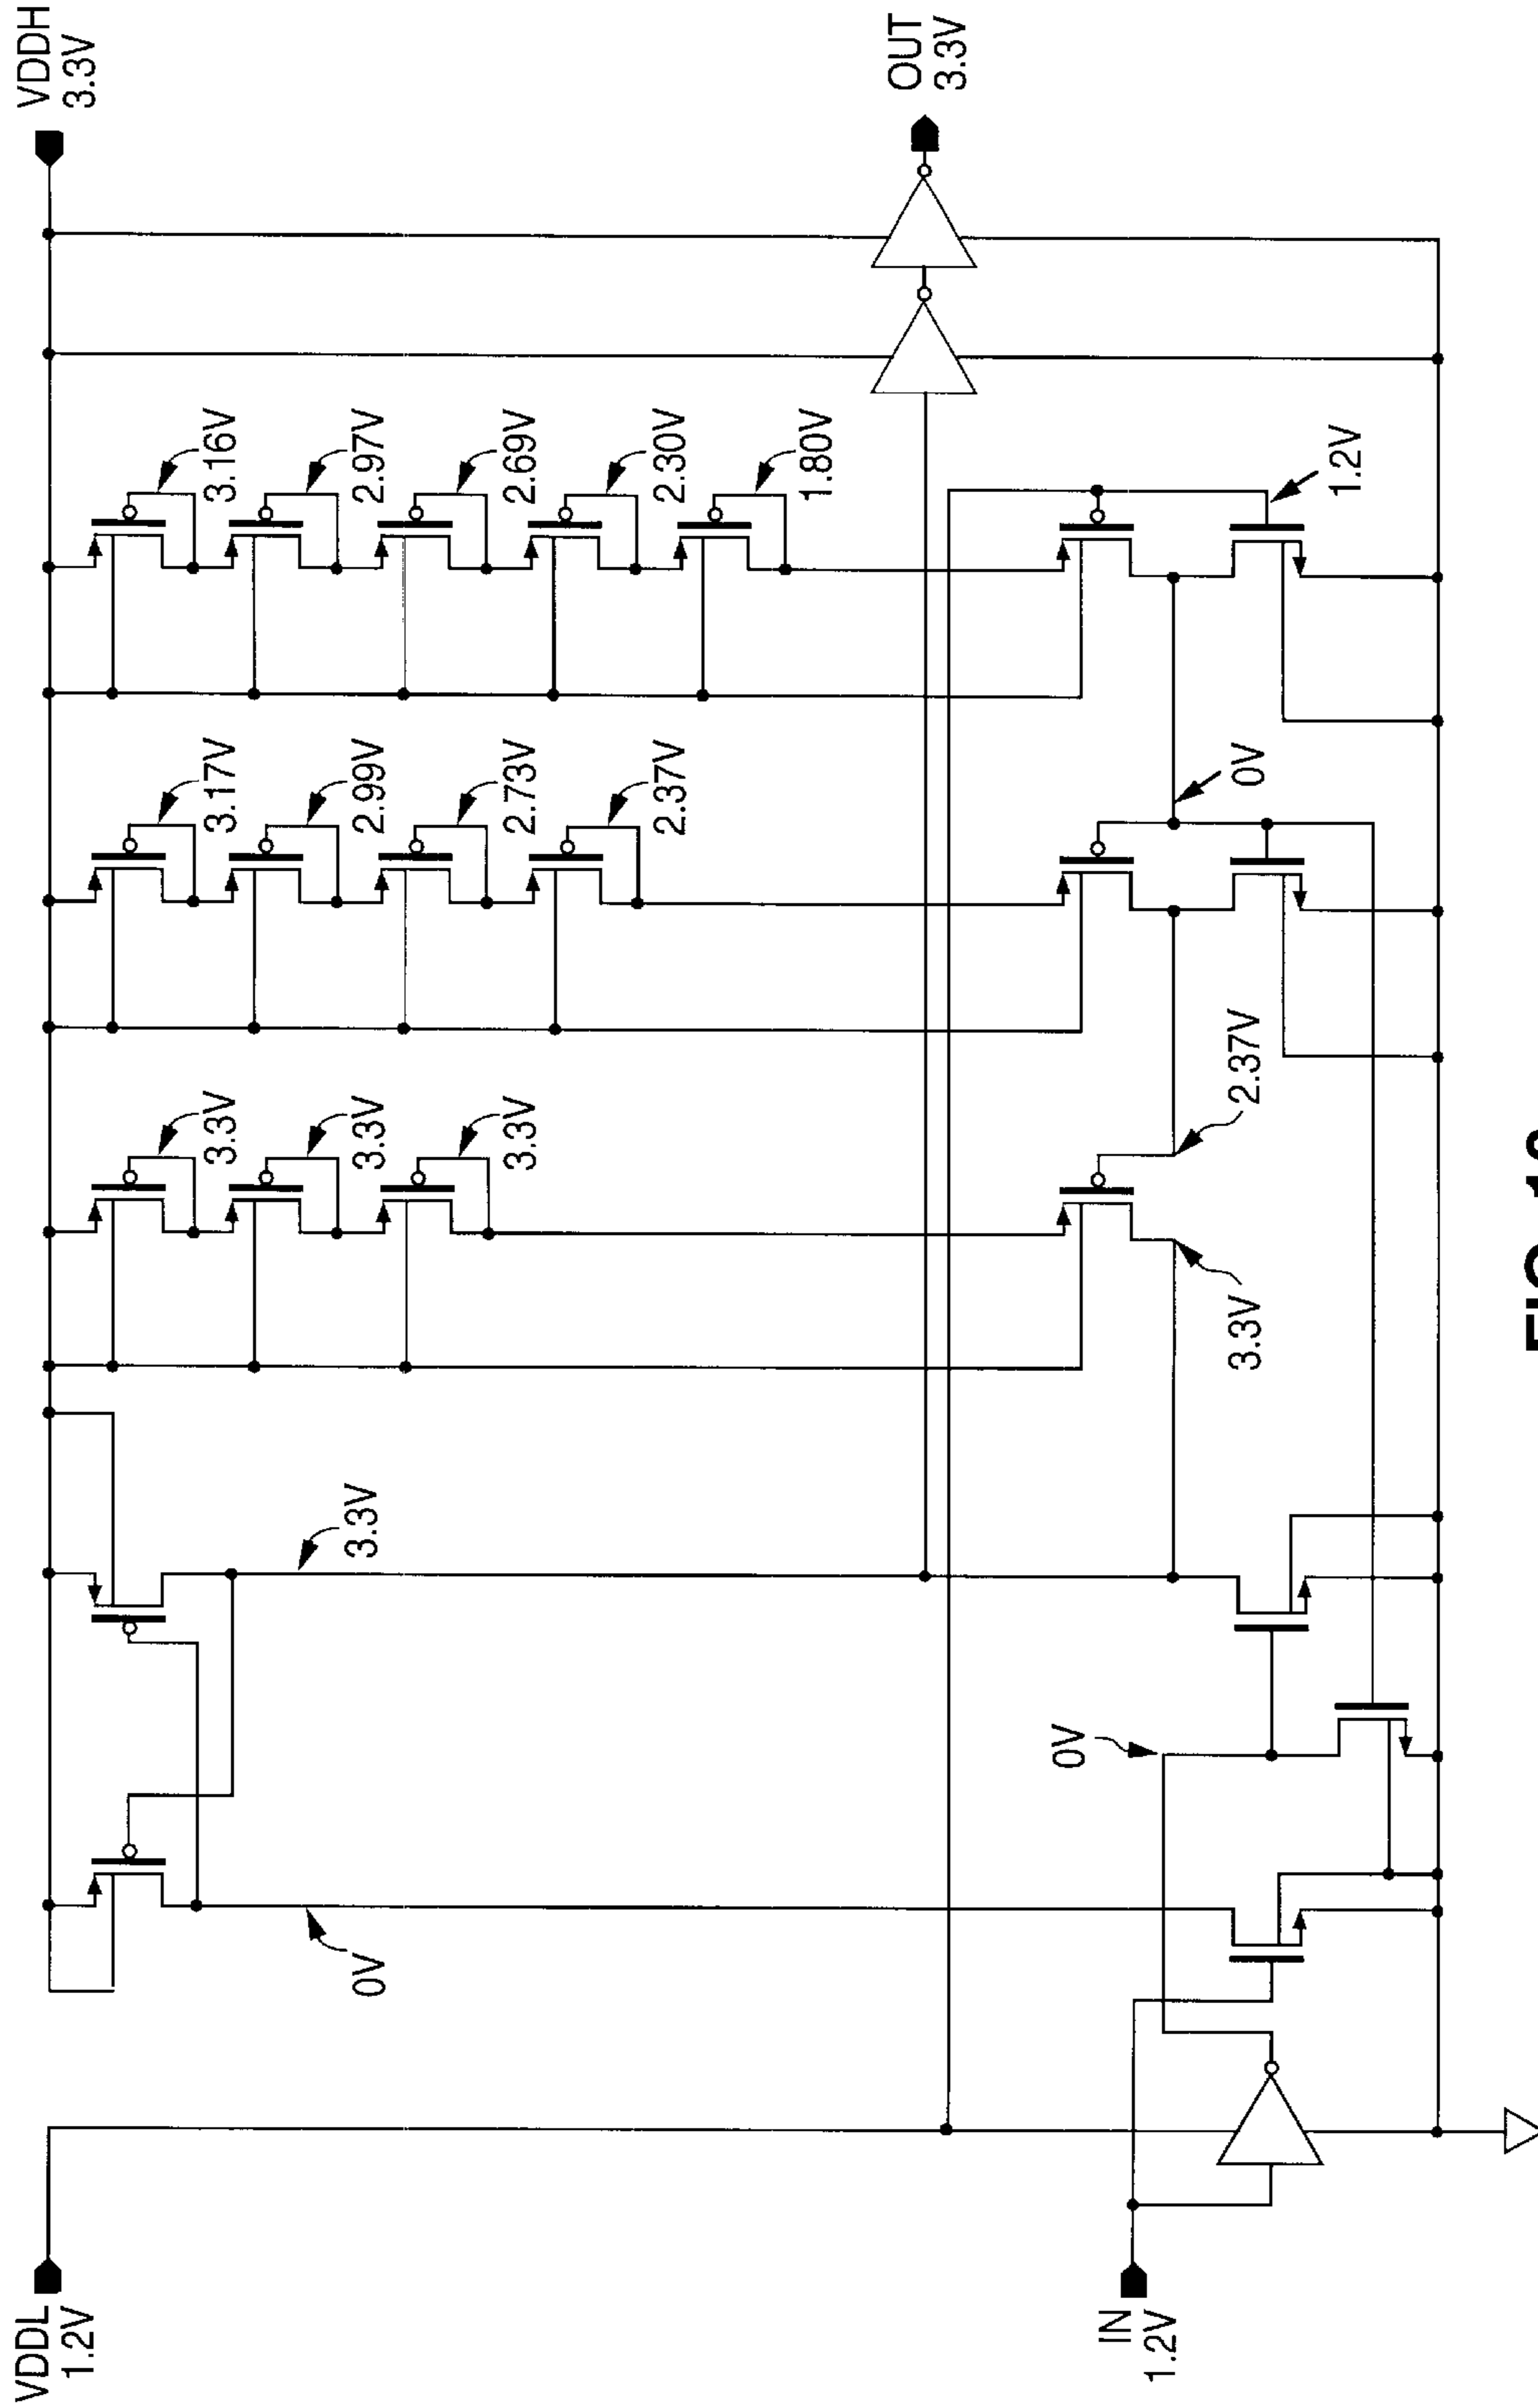 VDDL
1.2V
VDDH
3.3V
3.3V
3.17V
3.16V
0V
3.3V
3.3V
2.99V
2.97V
3.3V
2.73V
2.69V
2.37V
2.30V
1.80V
OUT
3.3V
0V
IN
1.2V
3.3V
2.37V
0V
1.2V
FIG.